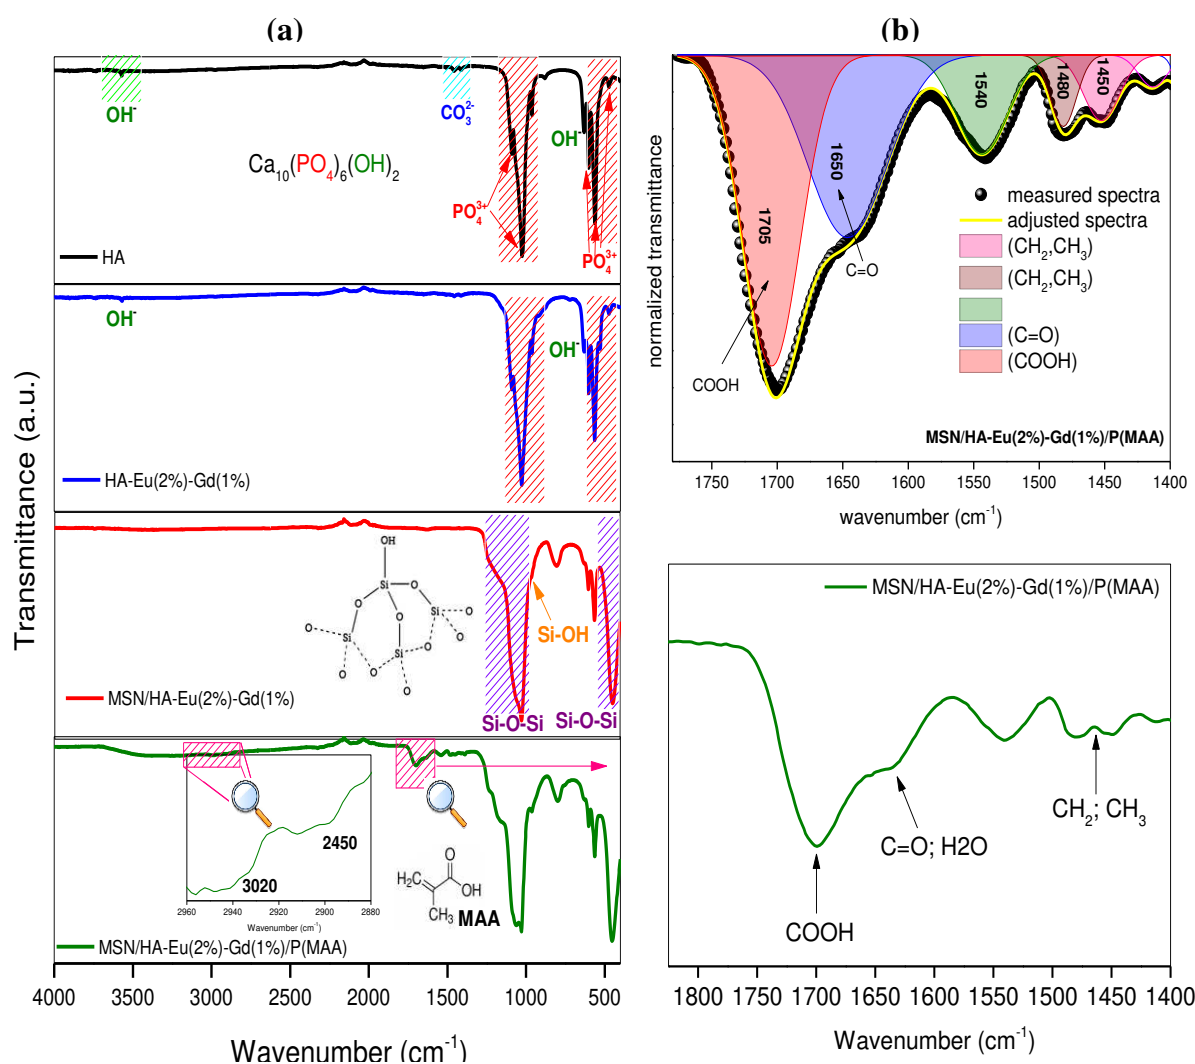 (a)
OH⁻
CO₃²⁻
OH⁻
Ca₁₀(PO₄)₆(OH)₂
PO₄³⁺
PO₄³⁺
HA
OH⁻
OH⁻
HA-Eu(2%)-Gd(1%)
OH
Si
O
O
O
Si
O
O
O
Si
Si
O
O
O
O
Si-OH
MSN/HA-Eu(2%)-Gd(1%)
Si-O-Si
Si-O-Si
3020
2450
2960
2940
2920
2900
2880
Wavenumber (cm⁻¹)
O
H₂C
OH
CH₃
MAA
MSN/HA-Eu(2%)-Gd(1%)/P(MAA)
4000 3500 3000 2500 2000 1500 1000 500
Wavenumber (cm⁻¹)
Transmittance (a.u.)
(b)
1705
1650
1540
1480
1450
C=O
COOH
measured spectra
adjusted spectra
(CH₂,CH₃)
(CH₂,CH₃)
(C=O)
(COOH)
MSN/HA-Eu(2%)-Gd(1%)/P(MAA)
1750 1700 1650 1600 1550 1500 1450 1400
wavenumber (cm⁻¹)
normalized transmittance
MSN/HA-Eu(2%)-Gd(1%)/P(MAA)
CH₂; CH₃
C=O; H2O
COOH
1800 1750 1700 1650 1600 1550 1500 1450 1400
Wavenumber (cm⁻¹)